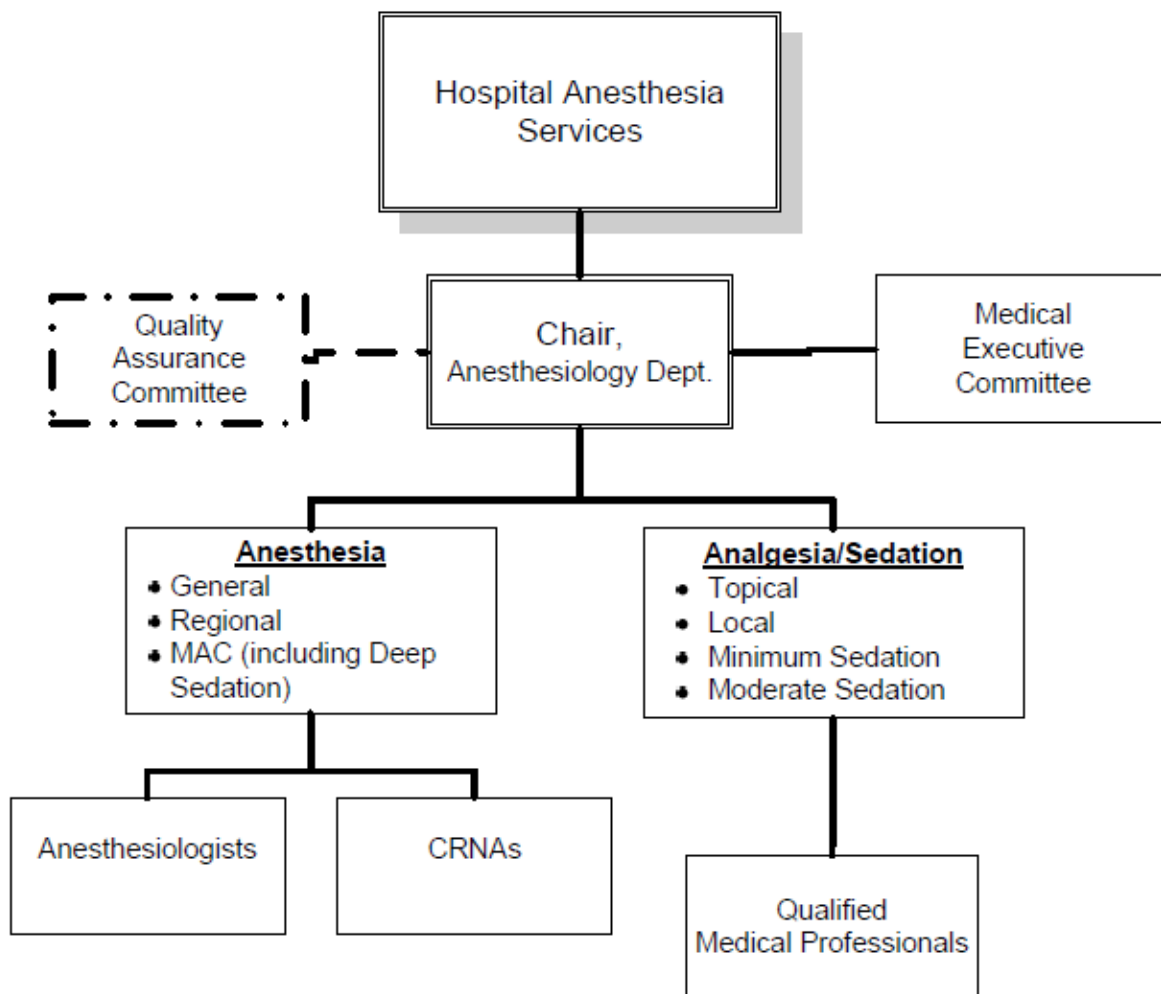 Hospital Anesthesia
Services
Quality
Assurance
Committee
Chair,
Anesthesiology Dept.
Medical
Executive
Committee
Anesthesia
• General
• Regional
• MAC (including Deep
Sedation)
Analgesia/Sedation
• Topical
• Local
• Minimum Sedation
• Moderate Sedation
Anesthesiologists
CRNAs
Qualified
Medical Professionals